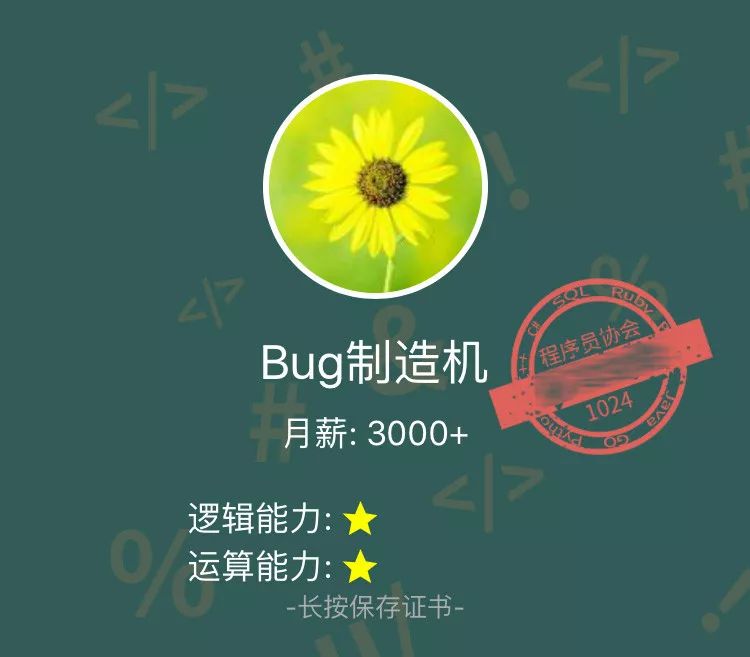 Bug制造机
月薪: 3000+
逻辑能力:
运算能力:
-长按保存证书-
C#
SQL
Ruby
程序员协会
1024
Java
GO
Python